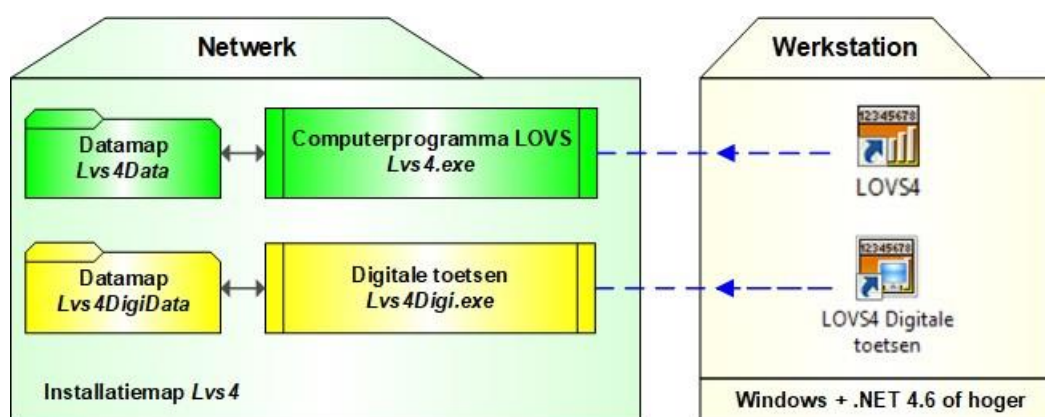 Netwerk
Datamap
Lvs4Data
Computerprogramma LOVS
Lvs4.exe
Datamap
Lvs4DigiData
Digitale toetsen
Lvs4Digi.exe
Installatiemap Lvs4
Werkstation
12345678
LOVS4
12345678
LOVS4 Digitale
toetsen
Windows + .NET 4.6 of hoger